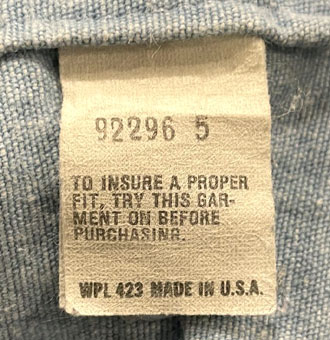 92296 5
TO INSURE A PROPER
FIT, TRY THIS GAR-
MENT ON BEFORE
PURCHASING.
WPL 423 MADE IN U.S.A.